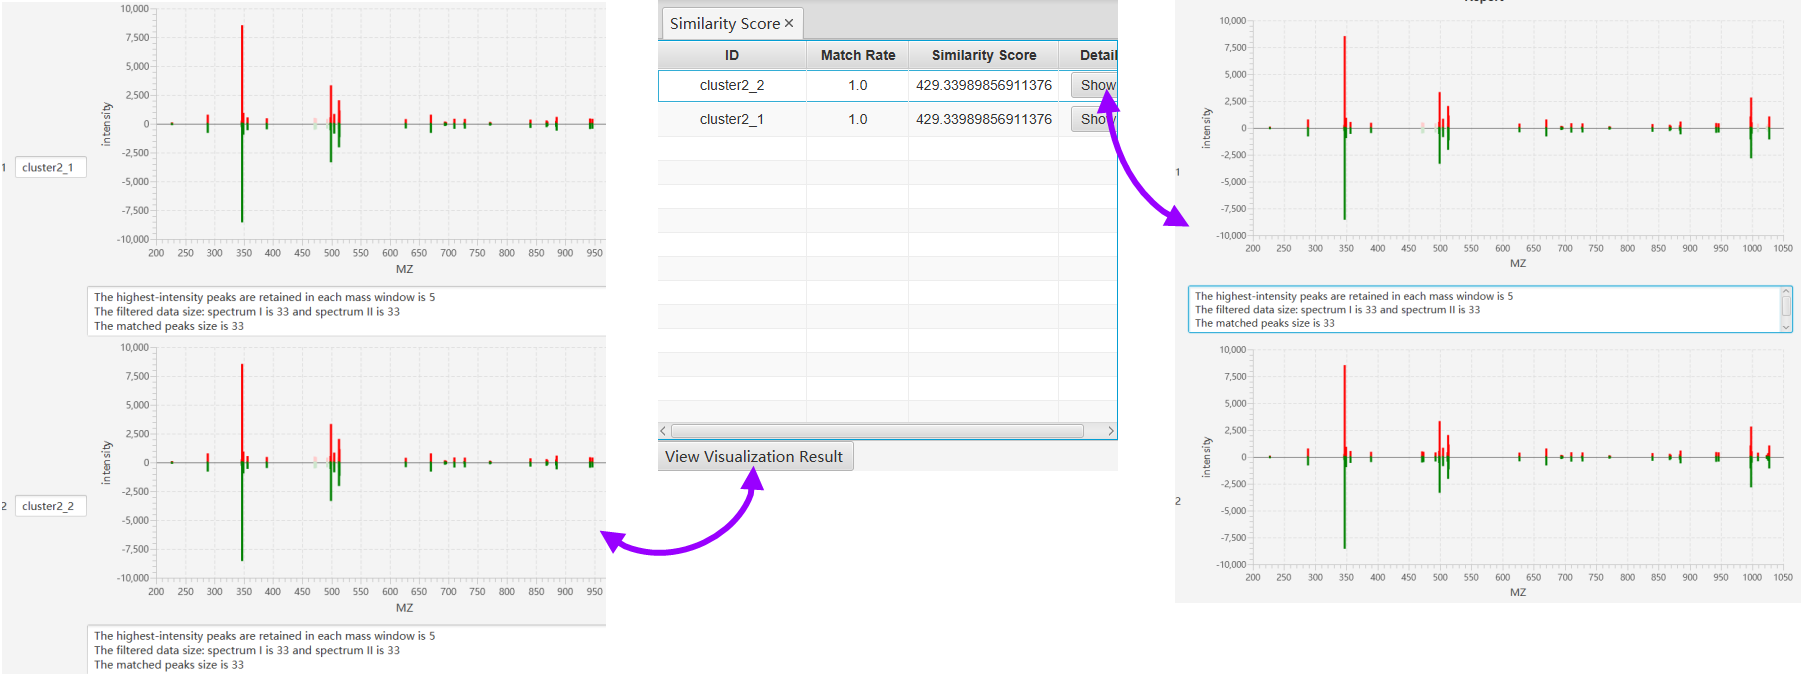 10,000
7,500
5,000
2,500
0
-2,500
-5,000
-7,500
-10,000
intensity
200 250 300 350 400 450 500 550 600 650 700 750 800 850 900 950
MZ
1 cluster2_1
The highest-intensity peaks are retained in each mass window is 5
The filtered data size: spectrum I is 33 and spectrum II is 33
The matched peaks size is 33
10,000
7,500
5,000
2,500
0
-2,500
-5,000
-7,500
-10,000
intensity
200 250 300 350 400 450 500 550 600 650 700 750 800 850 900 950
MZ
2 cluster2_2
The highest-intensity peaks are retained in each mass window is 5
The filtered data size: spectrum I is 33 and spectrum II is 33
The matched peaks size is 33
Similarity Score ×
ID Match Rate Similarity Score Detail
cluster2_2 1.0 429.33989856911376 Show
cluster2_1 1.0 429.33989856911376 Show
View Visualization Result
Report
10,000
7,500
5,000
2,500
0
-2,500
-5,000
-7,500
-10,000
intensity
200 250 300 350 400 450 500 550 600 650 700 750 800 850 900 950 1000 1050
MZ
1
The highest-intensity peaks are retained in each mass window is 5
The filtered data size: spectrum I is 33 and spectrum II is 33
The matched peaks size is 33
10,000
7,500
5,000
2,500
0
-2,500
-5,000
-7,500
-10,000
intensity
200 250 300 350 400 450 500 550 600 650 700 750 800 850 900 950 1000 1050
MZ
2